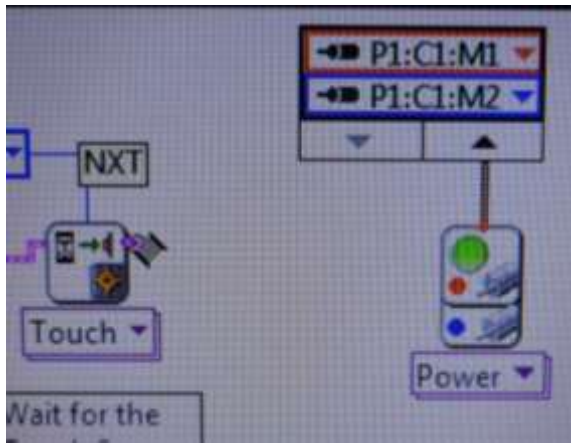 P1:C1:M1
P1:C1:M2
NXT
Touch
Power
Wait for the